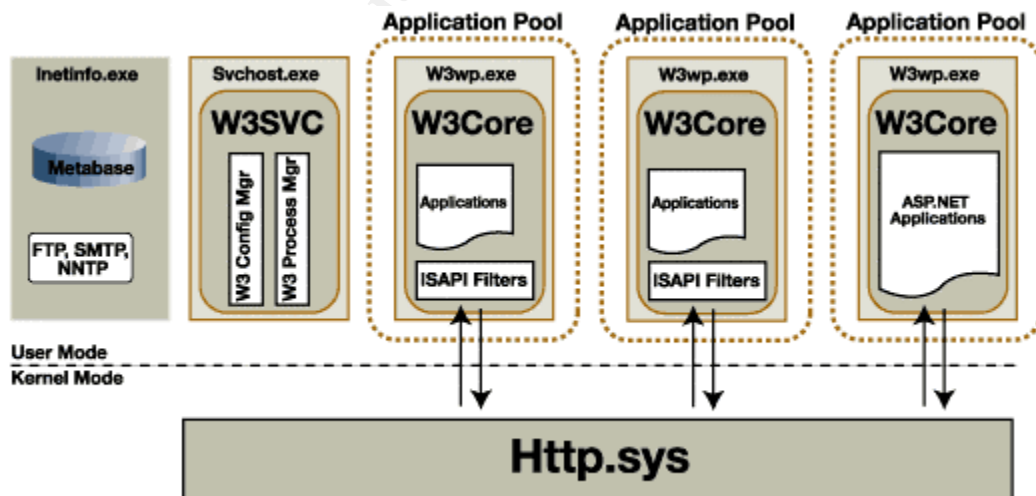 Application Pool
Application Pool
Application Pool
Inetinfo.exe
Svchost.exe
W3wp.exe
W3wp.exe
W3wp.exe
W3SVC
W3Core
W3Core
W3Core
Metabase
W3 Config Mgr
W3 Process Mgr
Applications
Applications
ASP.NET
Applications
FTP, SMTP,
NNTP
ISAPI Filters
ISAPI Filters
User Mode
Kernel Mode
Http.sys